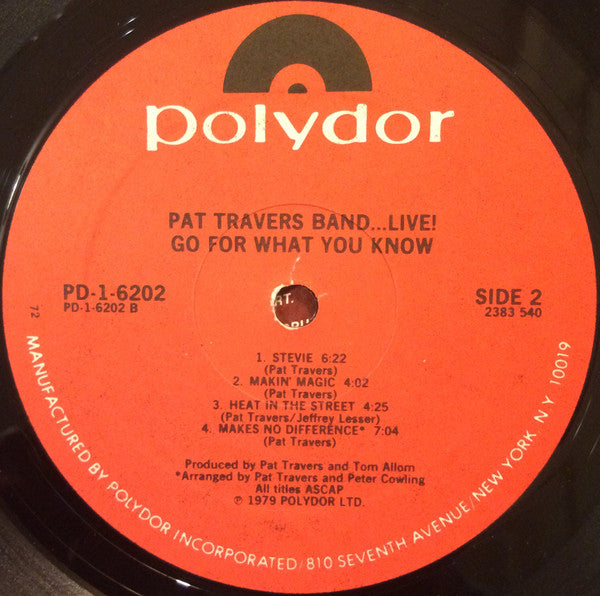 polydor
PAT TRAVERS BAND...LIVE!
GO FOR WHAT YOU KNOW
PD-1-6202
PD-1-6202 B
SIDE 2
2383 540
72
1. STEVIE 6:22
(Pat Travers)
2. MAKIN' MAGIC 4:02
(Pat Travers)
3. HEAT IN THE STREET 4:25
(Pat Travers/Jeffrey Lesser)
4. MAKES NO DIFFERENCE* 7:04
(Pat Travers)
Produced by Pat Travers and Tom Allom
*Arranged by Pat Travers and Peter Cowling
All titles ASCAP
℗ 1979 POLYDOR LTD.
MANUFACTURED BY POLYDOR INCORPORATED/810 SEVENTH AVENUE/NEW YORK, N Y 10019